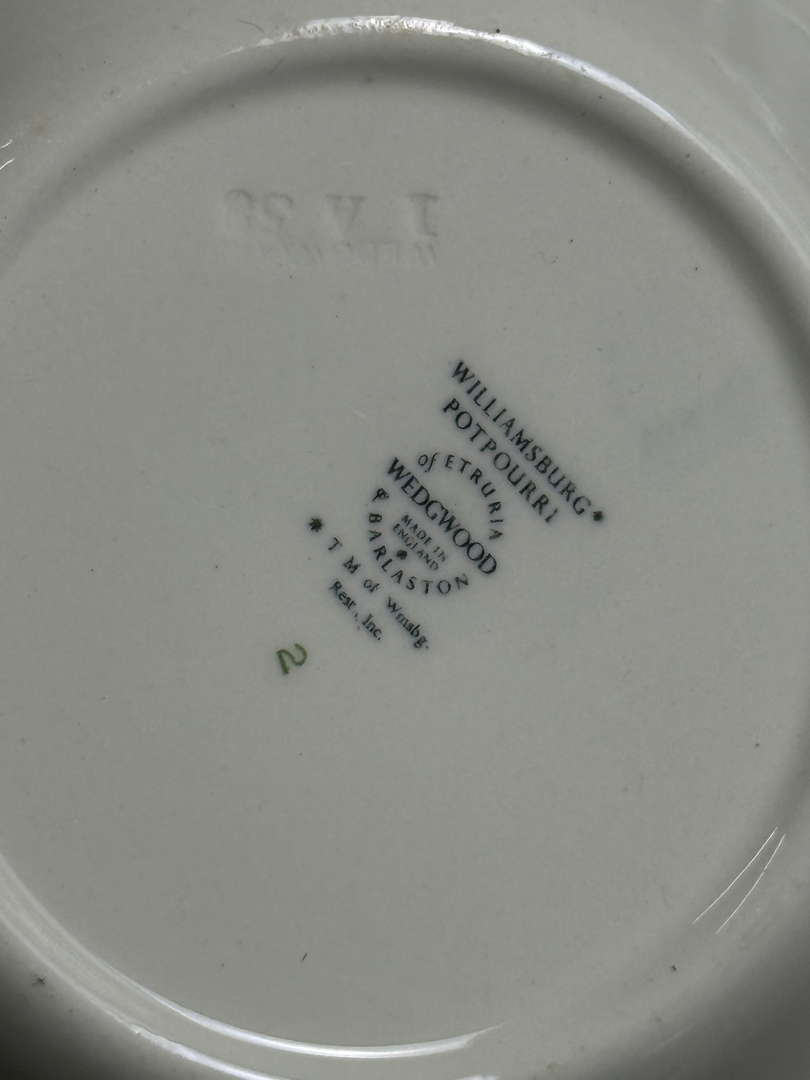 WILLIAMSBURG*
POTPOURRI
of ETRURIA
WEDGWOOD
MADE IN
ENGLAND
& BARLASTON
* T M of Wmsbg.
Rest., Inc.
2